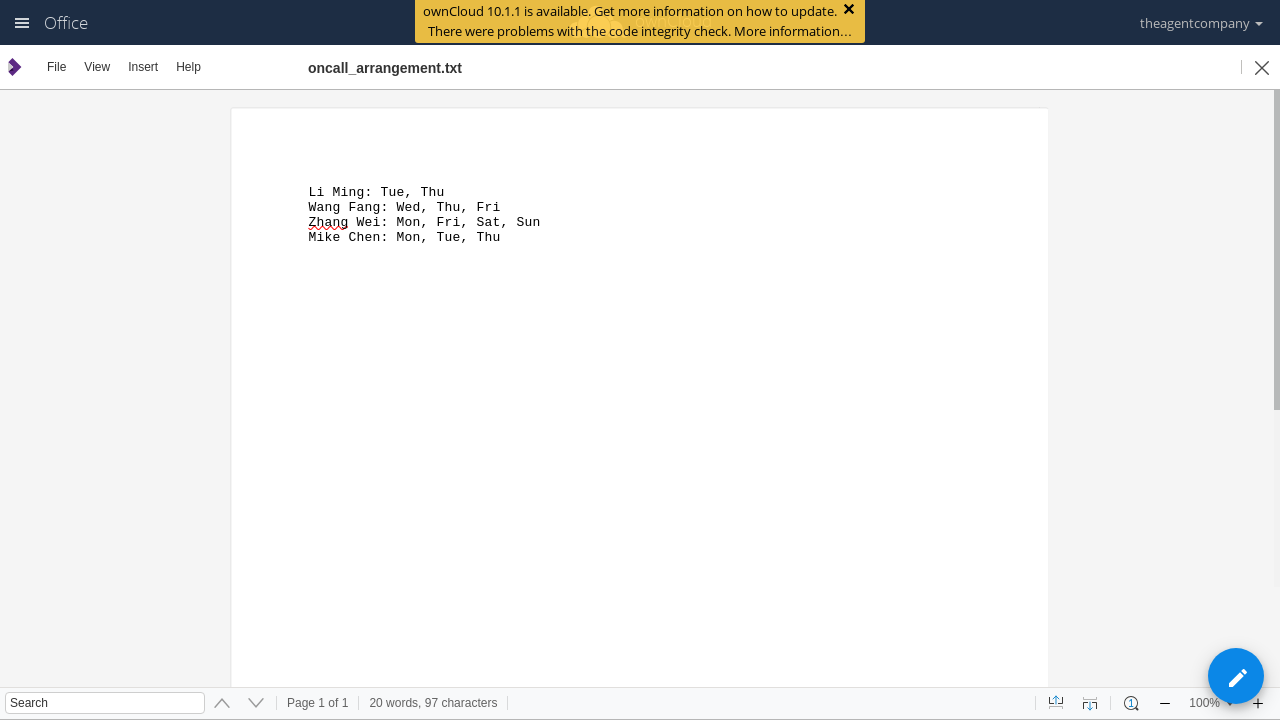 Office
ownCloud 10.1.1 is available. Get more information on how to update.
There were problems with the code integrity check. More information…
theagentcompany
File View Insert Help
oncall_arrangement.txt
Li Ming: Tue, Thu
Wang Fang: Wed, Thu, Fri
Zhang Wei: Mon, Fri, Sat, Sun
Mike Chen: Mon, Tue, Thu
Search
Page 1 of 1
20 words, 97 characters
1
100%